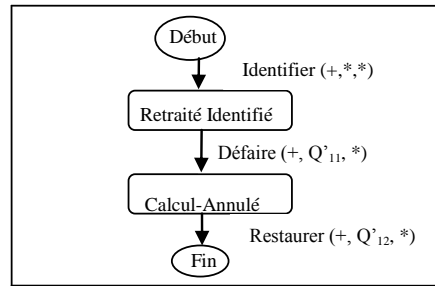 Début
Identifier (+,*,*)
Retraité Identifié
Défaire (+, Q’₁₁, *)
Calcul-Annulé
Restaurer (+, Q’₁₂, *)
Fin